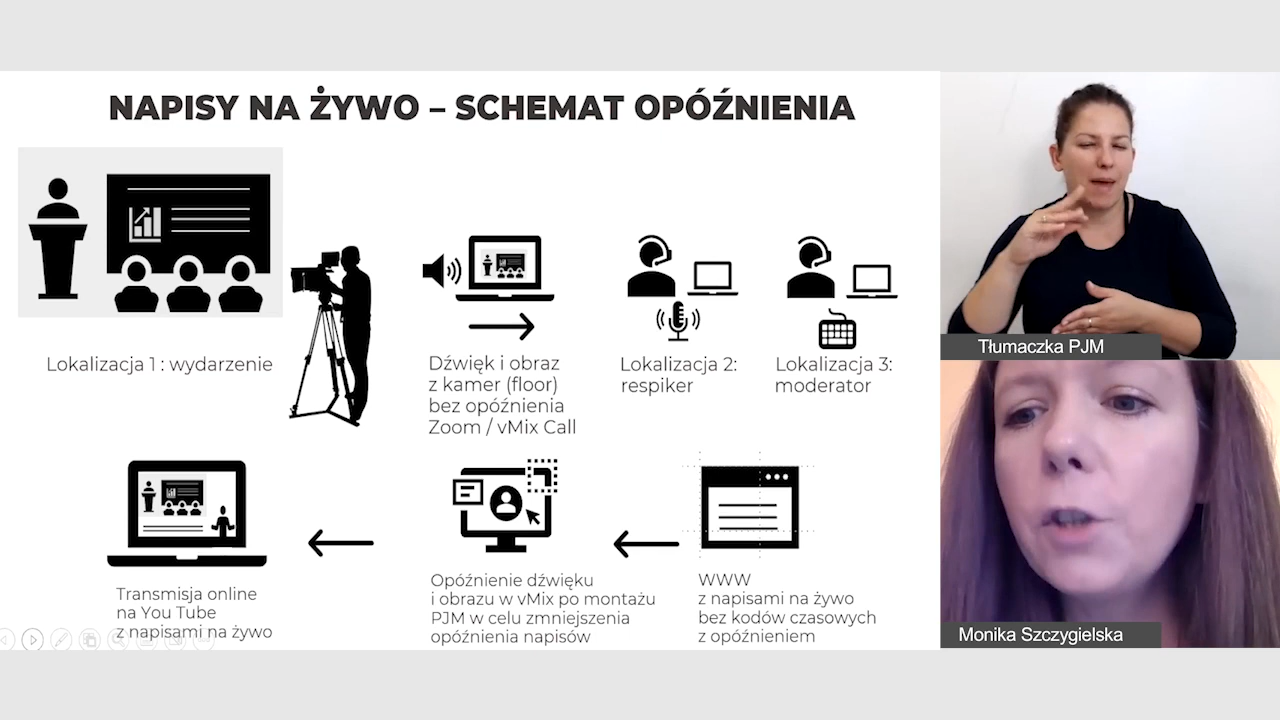 NAPISY NA ŻYWO – SCHEMAT OPÓŹNIENIA
Lokalizacja 1 : wydarzenie
Dźwięk i obraz
z kamer (floor)
bez opóźnienia
Zoom / vMix Call
Lokalizacja 2:
respiker
Lokalizacja 3:
moderator
Transmisja online
na You Tube
z napisami na żywo
Opóźnienie dźwięku
i obrazu w vMix po montażu
PJM w celu zmniejszenia
opóźnienia napisów
WWW
z napisami na żywo
bez kodów czasowych
z opóźnieniem
Tłumaczka PJM
Monika Szczygielska